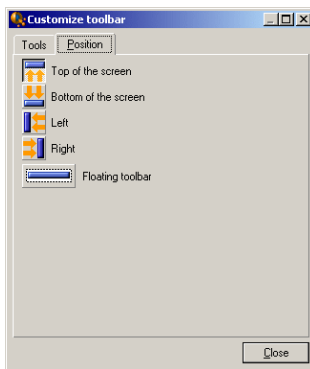 Customize toolbar
Tools Position
Top of the screen
Bottom of the screen
Left
Right
Floating toolbar
Close